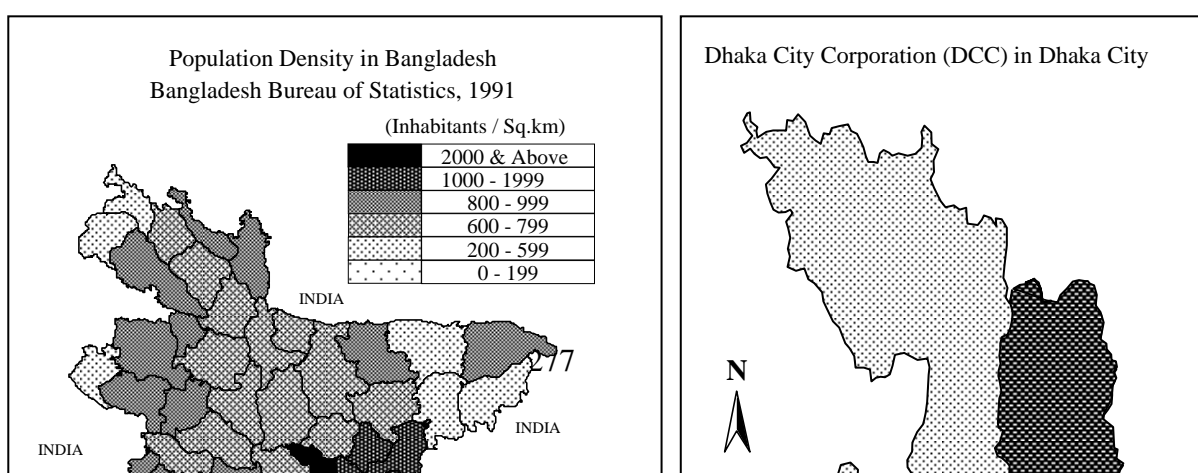 Population Density in Bangladesh
Bangladesh Bureau of Statistics, 1991
(Inhabitants / Sq.km)
2000 & Above
1000 - 1999
800 - 999
600 - 799
200 - 599
0 - 199
INDIA
277
INDIA
INDIA
Dhaka City Corporation (DCC) in Dhaka City
N